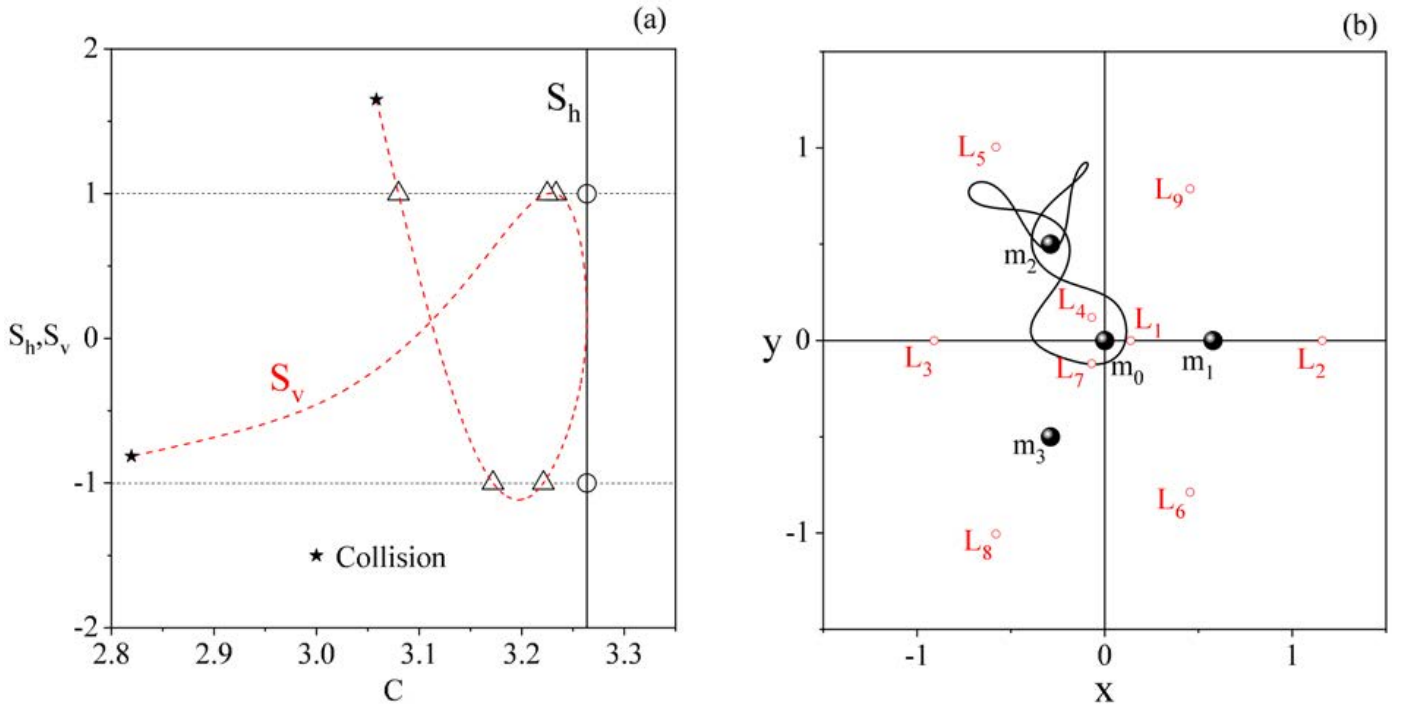 (a)
2
1
0
-1
-2
S_h,S_v
S_h
S_v
Collision
2.8 2.9 3.0 3.1 3.2 3.3
C
(b)
1
0
-1
y
L_5
L_9
m_2
L_4
L_1
L_3
L_7
m_0
m_1
L_2
m_3
L_6
L_8
-1 0 1
x